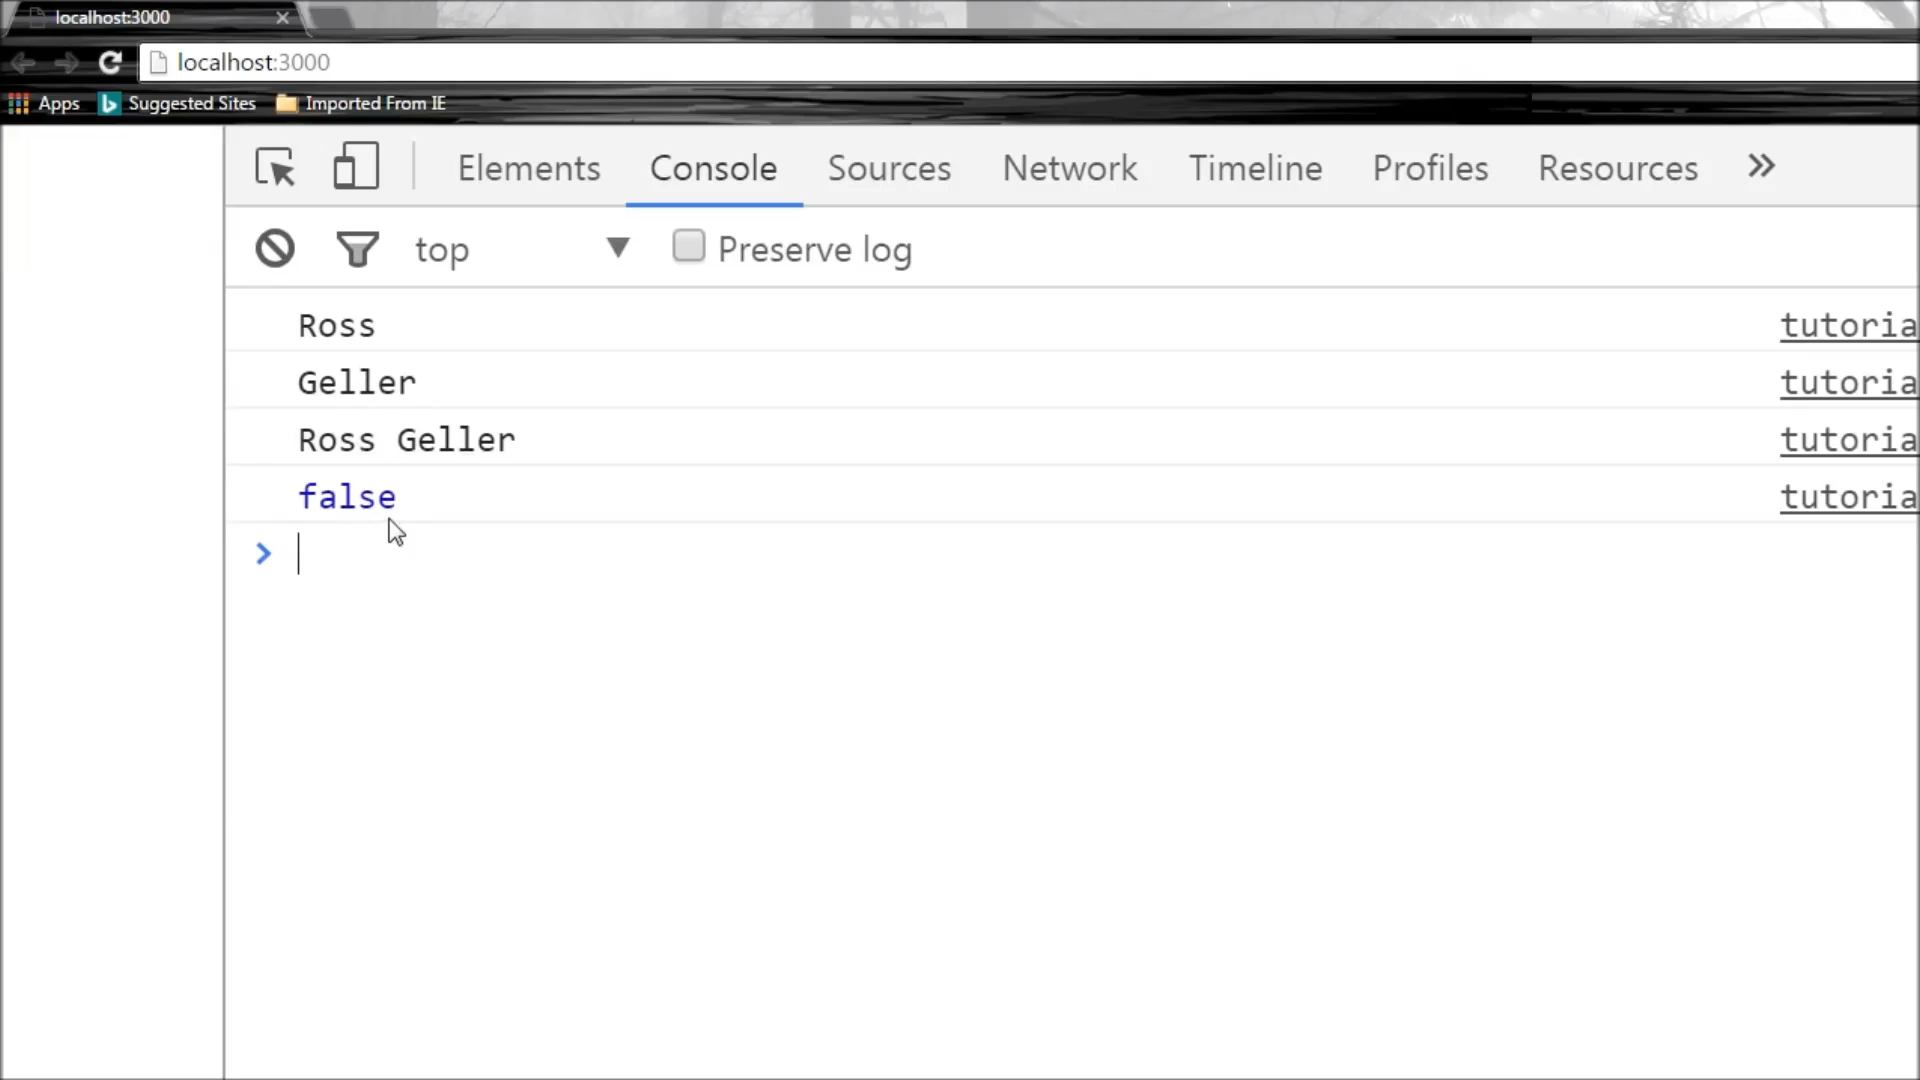 localhost:3000
localhost:3000
Apps Suggested Sites Imported From IE
Elements Console Sources Network Timeline Profiles Resources
top Preserve log
Ross tutoria
Geller tutoria
Ross Geller tutoria
false tutoria